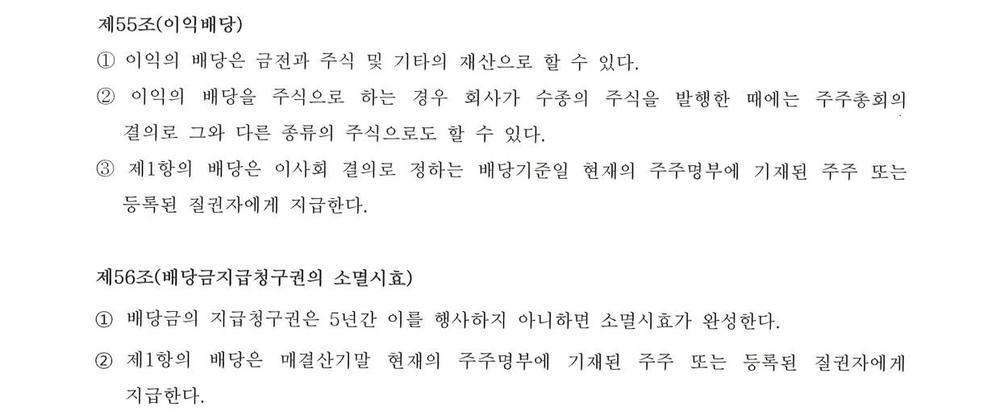 제55조(이익배당)
① 이익의 배당은 금전과 주식 및 기타의 재산으로 할 수 있다.
② 이익의 배당을 주식으로 하는 경우 회사가 수종의 주식을 발행한 때에는 주주총회의
결의로 그와 다른 종류의 주식으로도 할 수 있다.
③ 제1항의 배당은 이사회 결의로 정하는 배당기준일 현재의 주주명부에 기재된 주주 또는
등록된 질권자에게 지급한다.
제56조(배당금지급청구권의 소멸시효)
① 배당금의 지급청구권은 5년간 이를 행사하지 아니하면 소멸시효가 완성한다.
② 제1항의 배당은 매결산기말 현재의 주주명부에 기재된 주주 또는 등록된 질권자에게
지급한다.